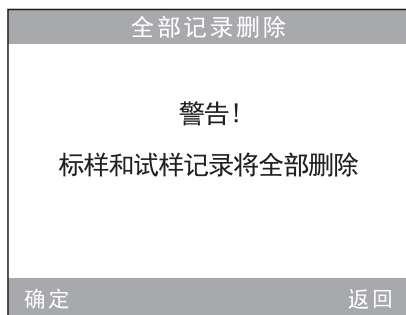 全部记录删除
警告！
标样和试样记录将全部删除
确定
返回